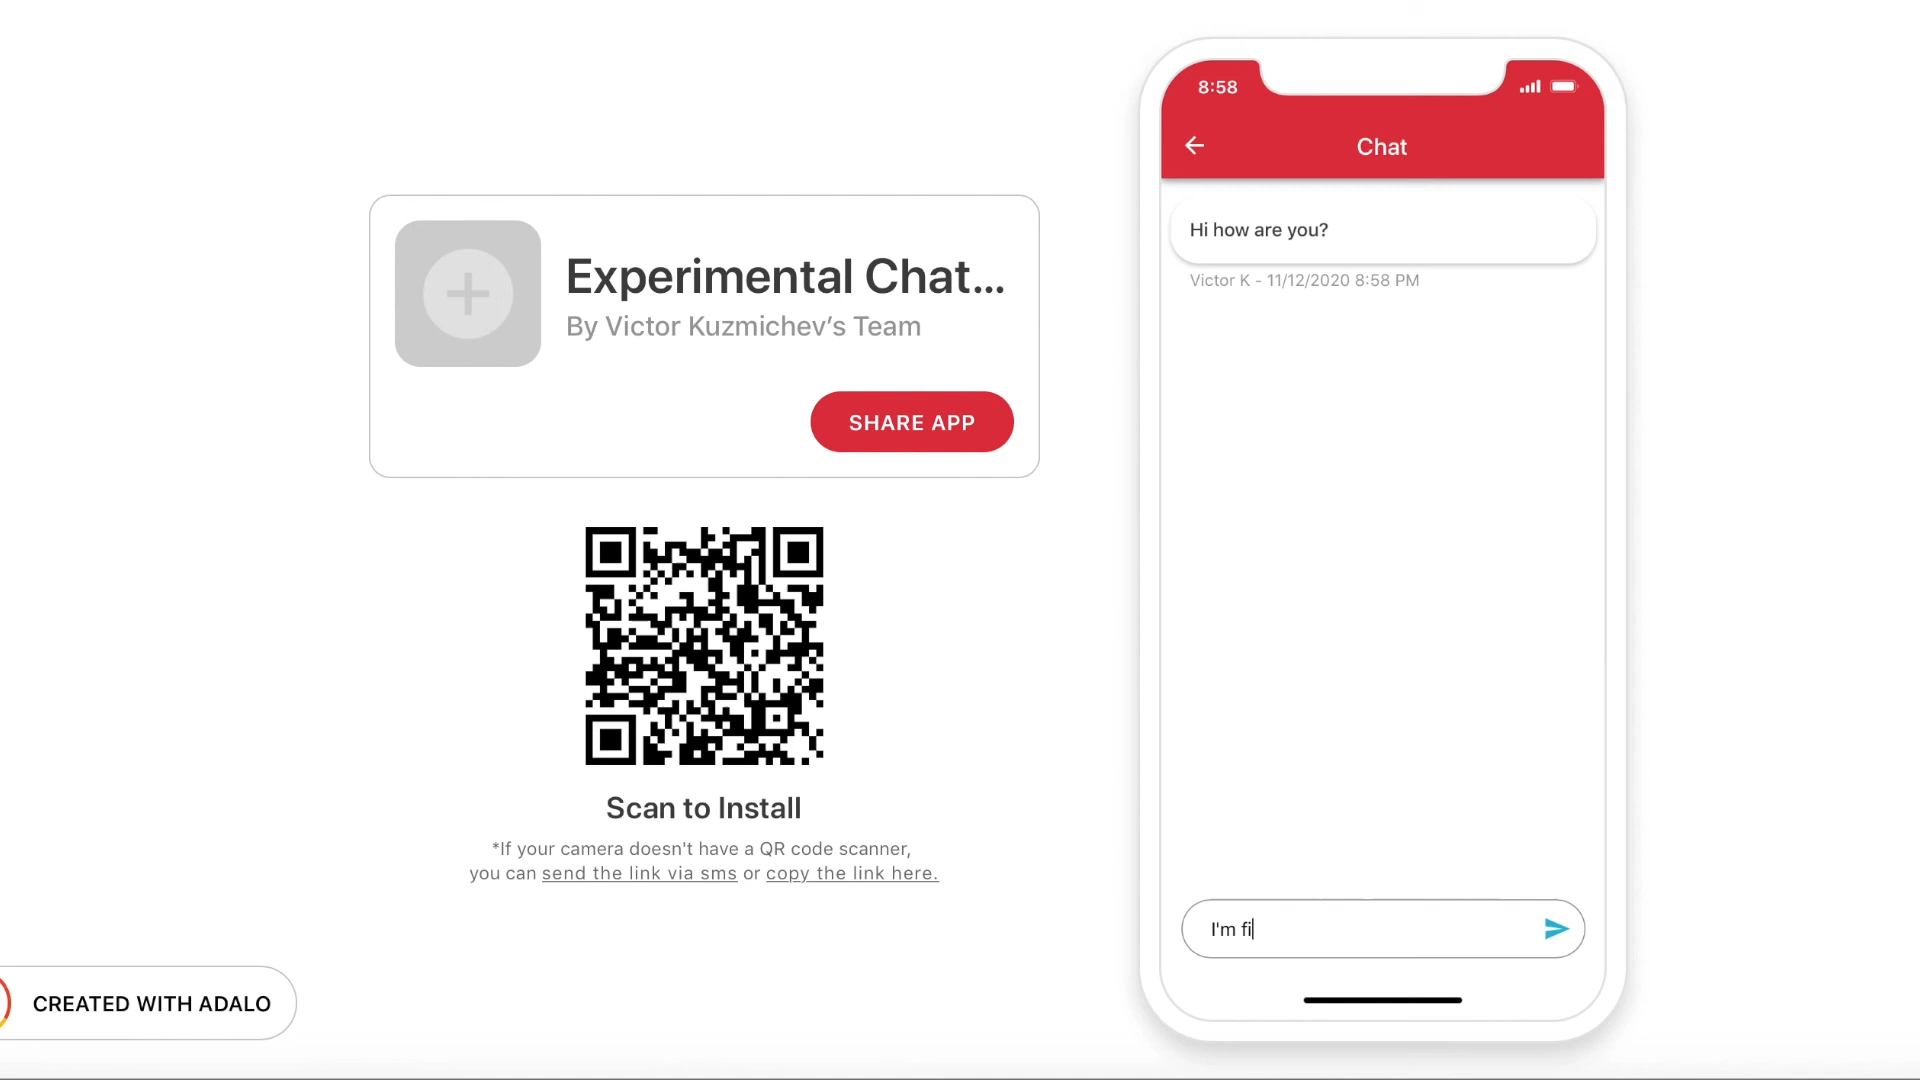 Experimental Chat...
By Victor Kuzmichev’s Team
SHARE APP
Scan to Install
*If your camera doesn't have a QR code scanner,
you can send the link via sms or copy the link here.
CREATED WITH ADALO
8:58
Chat
Hi how are you?
Victor K - 11/12/2020 8:58 PM
I'm fi